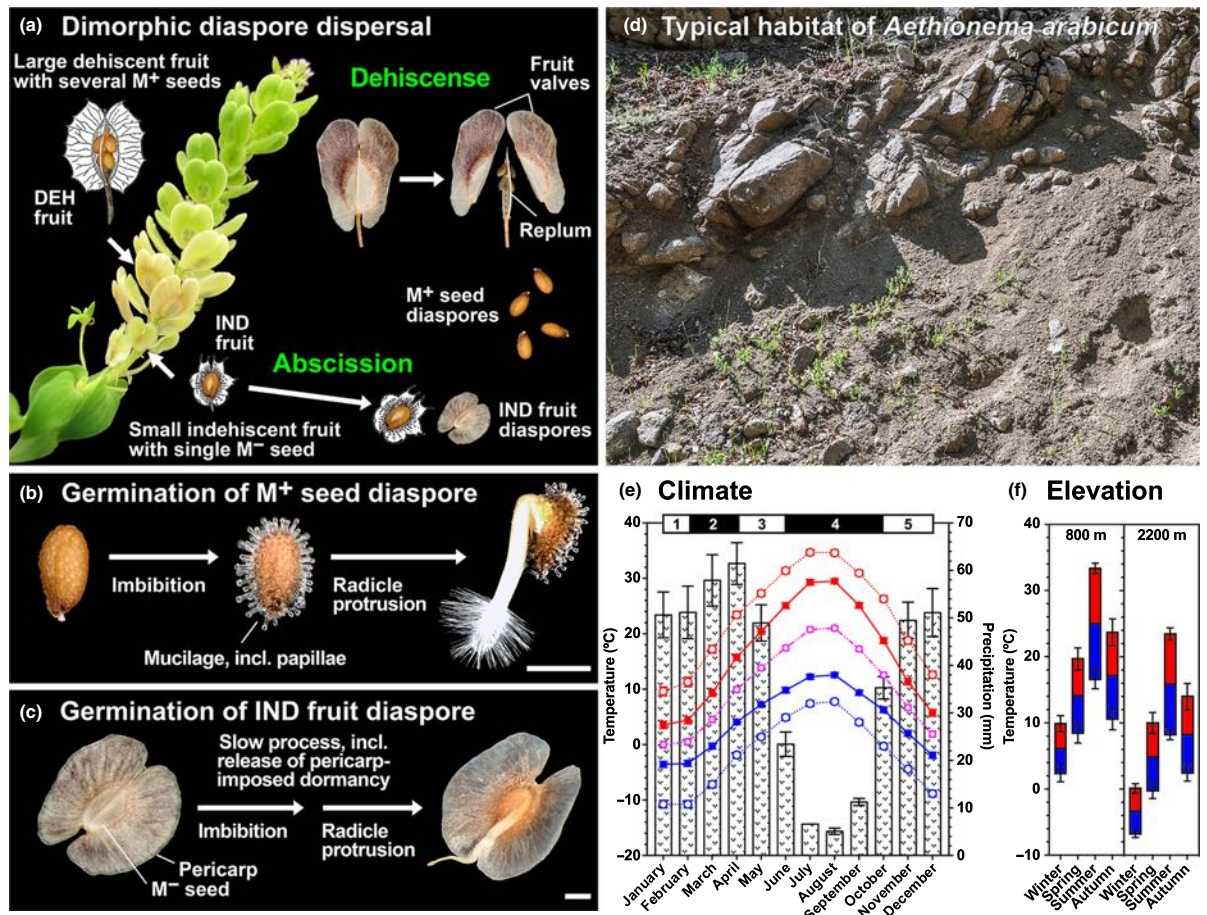 (a) Dimorphic diaspore dispersal
Large dehiscent fruit
with several M+ seeds
DEH
fruit
Dehiscense
Fruit
valves
Replum
M+ seed
diaspores
IND
fruit
Abscission
IND fruit
diaspores
Small indehiscent fruit
with single M− seed
(b) Germination of M+ seed diaspore
Imbibition
Radicle
protrusion
Mucilage, incl. papillae
(c) Germination of IND fruit diaspore
Slow process, incl.
release of pericarp-
imposed dormancy
Imbibition
Radicle
protrusion
Pericarp
M− seed
(d) Typical habitat of Aethionema arabicum
(e) Climate
1 2 3 4 5
Temperature (ºC)
40
30
20
10
0
−10
−20
Precipitation (mm)
70
60
50
40
30
20
10
0
January
February
March
April
May
June
July
August
September
October
November
December
(f) Elevation
800 m
2200 m
Temperature (ºC)
40
30
20
10
0
−10
Winter
Spring
Summer
Autumn
Winter
Spring
Summer
Autumn